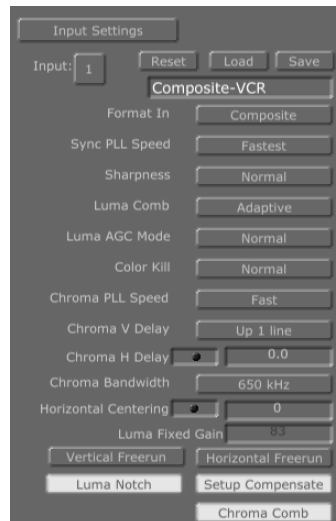 Input Settings
Input: 1 Reset Load Save
Composite-VCR
Format In Composite
Sync PLL Speed Fastest
Sharpness Normal
Luma Comb Adaptive
Luma AGC Mode Normal
Color Kill Normal
Chroma PLL Speed Fast
Chroma V Delay Up 1 line
Chroma H Delay 0.0
Chroma Bandwidth 650 kHz
Horizontal Centering 0
Luma Fixed Gain 83
Vertical Freerun Horizontal Freerun
Luma Notch Setup Compensate
Chroma Comb